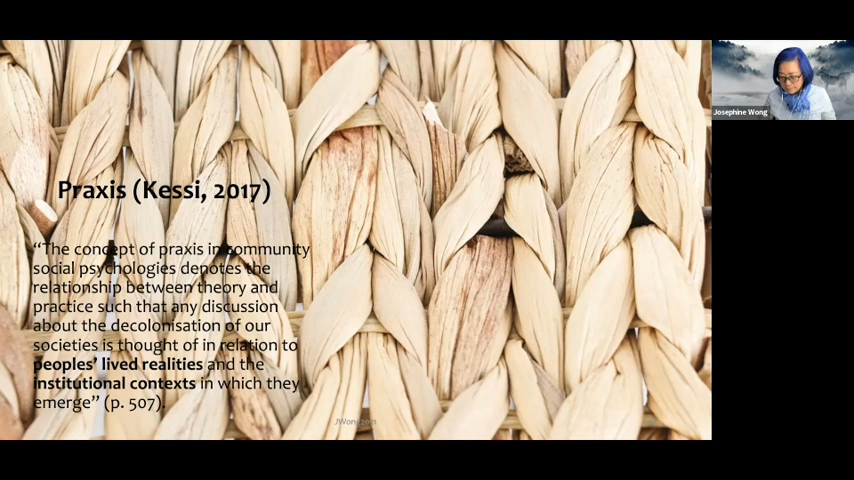 Praxis (Kessi, 2017)
“The concept of praxis in community
social psychologies denotes the
relationship between theory and
practice such that any discussion
about the decolonisation of our
societies is thought of in relation to
peoples’ lived realities and the
institutional contexts in which they
emerge” (p. 507).
Josephine Wong